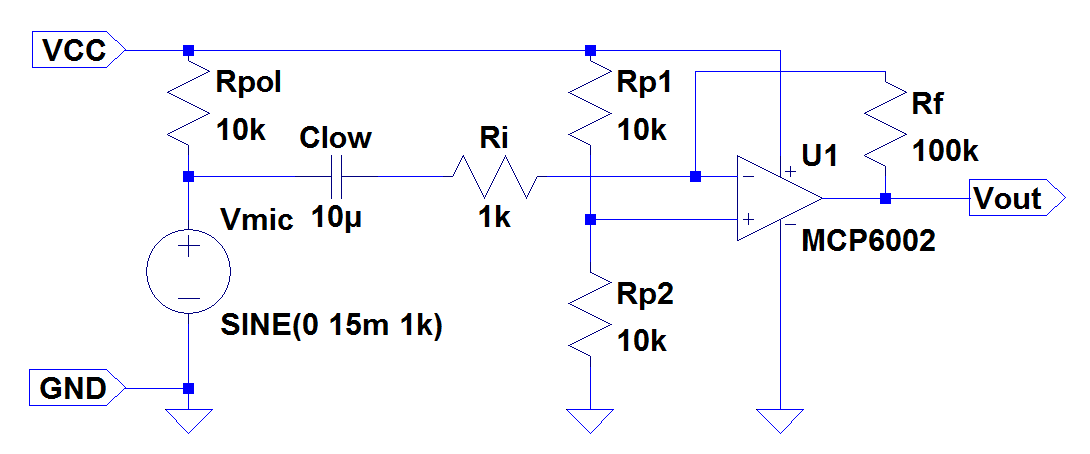 VCC
Rpol
10k
Clow
10µ
Ri
1k
Rp1
10k
Rf
100k
U1
MCP6002
Vout
Vmic
SINE(0 15m 1k)
Rp2
10k
GND